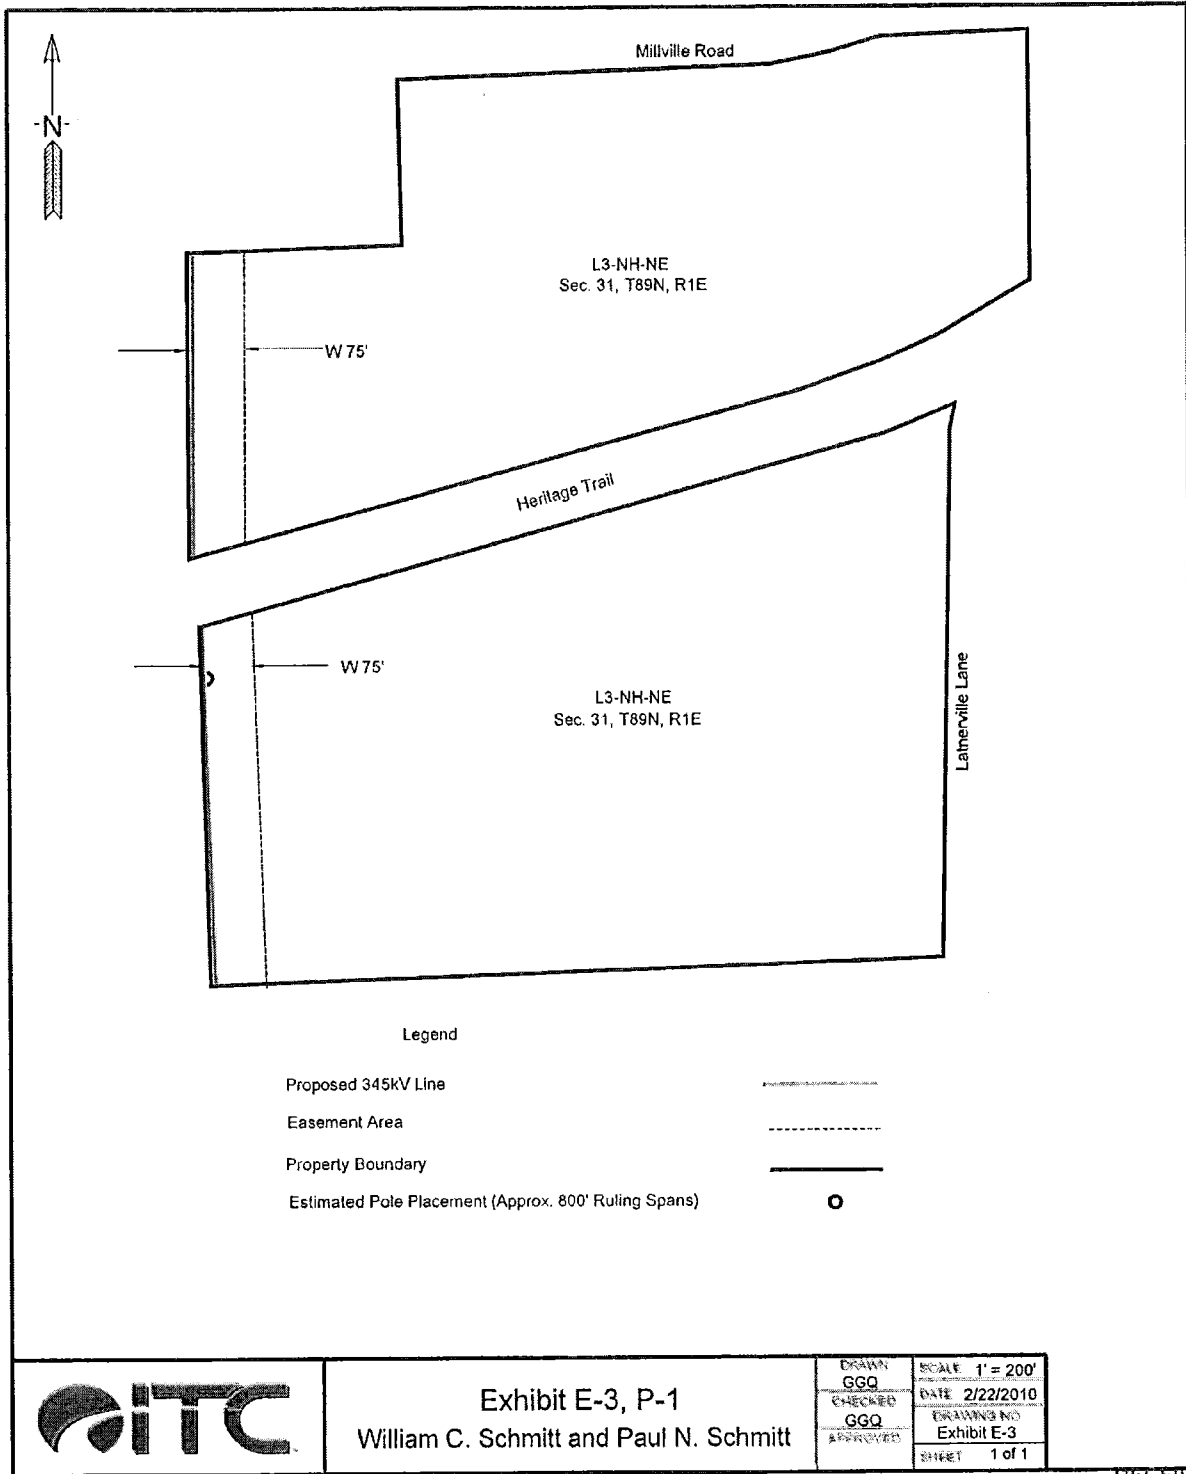 Millville Road
-N-
L3-NH-NE
Sec. 31, T89N, R1E
W 75'
Heritage Trail
W 75'
L3-NH-NE
Sec. 31, T89N, R1E
Latnerville Lane
Legend
Proposed 345kV Line
Easement Area
Property Boundary
Estimated Pole Placement (Approx. 800' Ruling Spans)
ITC
Exhibit E-3, P-1
William C. Schmitt and Paul N. Schmitt
DRAWN
GGQ
CHECKED
GGQ
APPROVED
SCALE 1' = 200'
DATE 2/22/2010
DRAWING NO
Exhibit E-3
SHEET 1 of 1